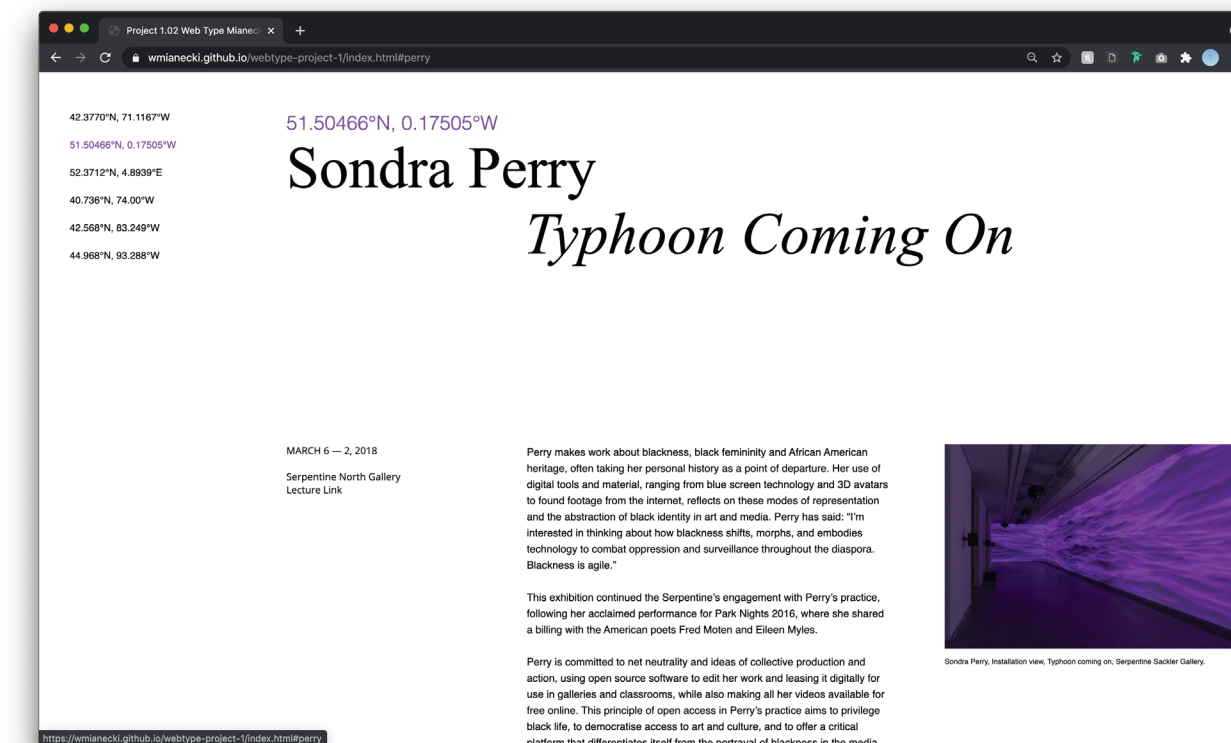 Project 1.02 Web Type Mianeck
wmianecki.github.io/webtype-project-1/index.html#perry
42.3770°N, 71.1167°W
51.50466°N, 0.17505°W
52.3712°N, 4.8939°E
40.736°N, 74.00°W
42.568°N, 83.249°W
44.968°N, 93.288°W
51.50466°N, 0.17505°W
Sondra Perry
Typhoon Coming On
MARCH 6 — 2, 2018
Serpentine North Gallery
Lecture Link
Perry makes work about blackness, black femininity and African American
heritage, often taking her personal history as a point of departure. Her use of
digital tools and material, ranging from blue screen technology and 3D avatars
to found footage from the internet, reflects on these modes of representation
and the abstraction of black identity in art and media. Perry has said: “I’m
interested in thinking about how blackness shifts, morphs, and embodies
technology to combat oppression and surveillance throughout the diaspora.
Blackness is agile.”
This exhibition continued the Serpentine’s engagement with Perry’s practice,
following her acclaimed performance for Park Nights 2016, where she shared
a billing with the American poets Fred Moten and Eileen Myles.
Perry is committed to net neutrality and ideas of collective production and
action, using open source software to edit her work and leasing it digitally for
use in galleries and classrooms, while also making all her videos available for
free online. This principle of open access in Perry’s practice aims to privilege
black life, to democratise access to art and culture, and to offer a critical
platform that differentiates itself from the portrayal of blackness in the media.
Sondra Perry, Installation view, Typhoon coming on, Serpentine Sackler Gallery.
https://wmianecki.github.io/webtype-project-1/index.html#perry